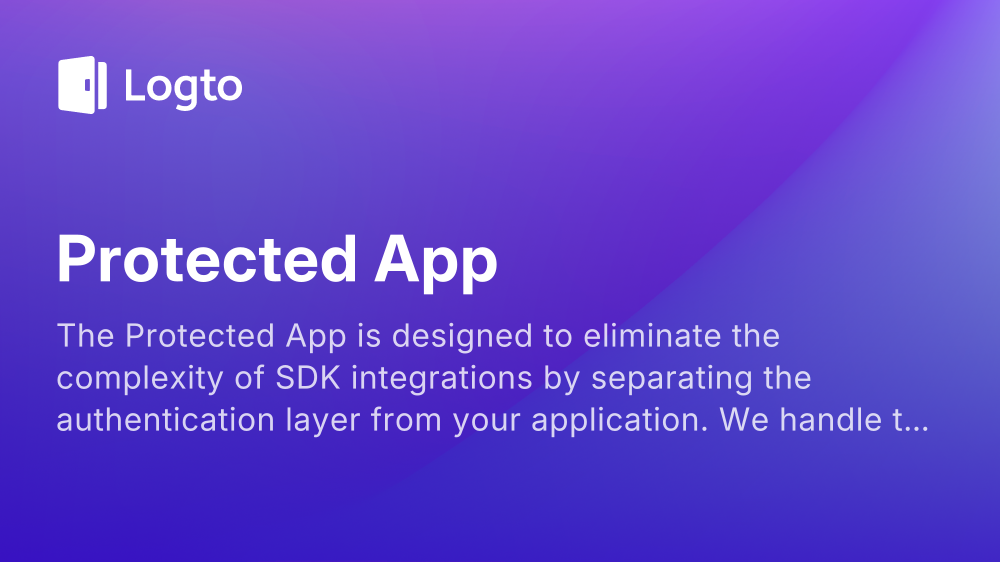 Logto
Protected App
The Protected App is designed to eliminate the
complexity of SDK integrations by separating the
authentication layer from your application. We handle t...